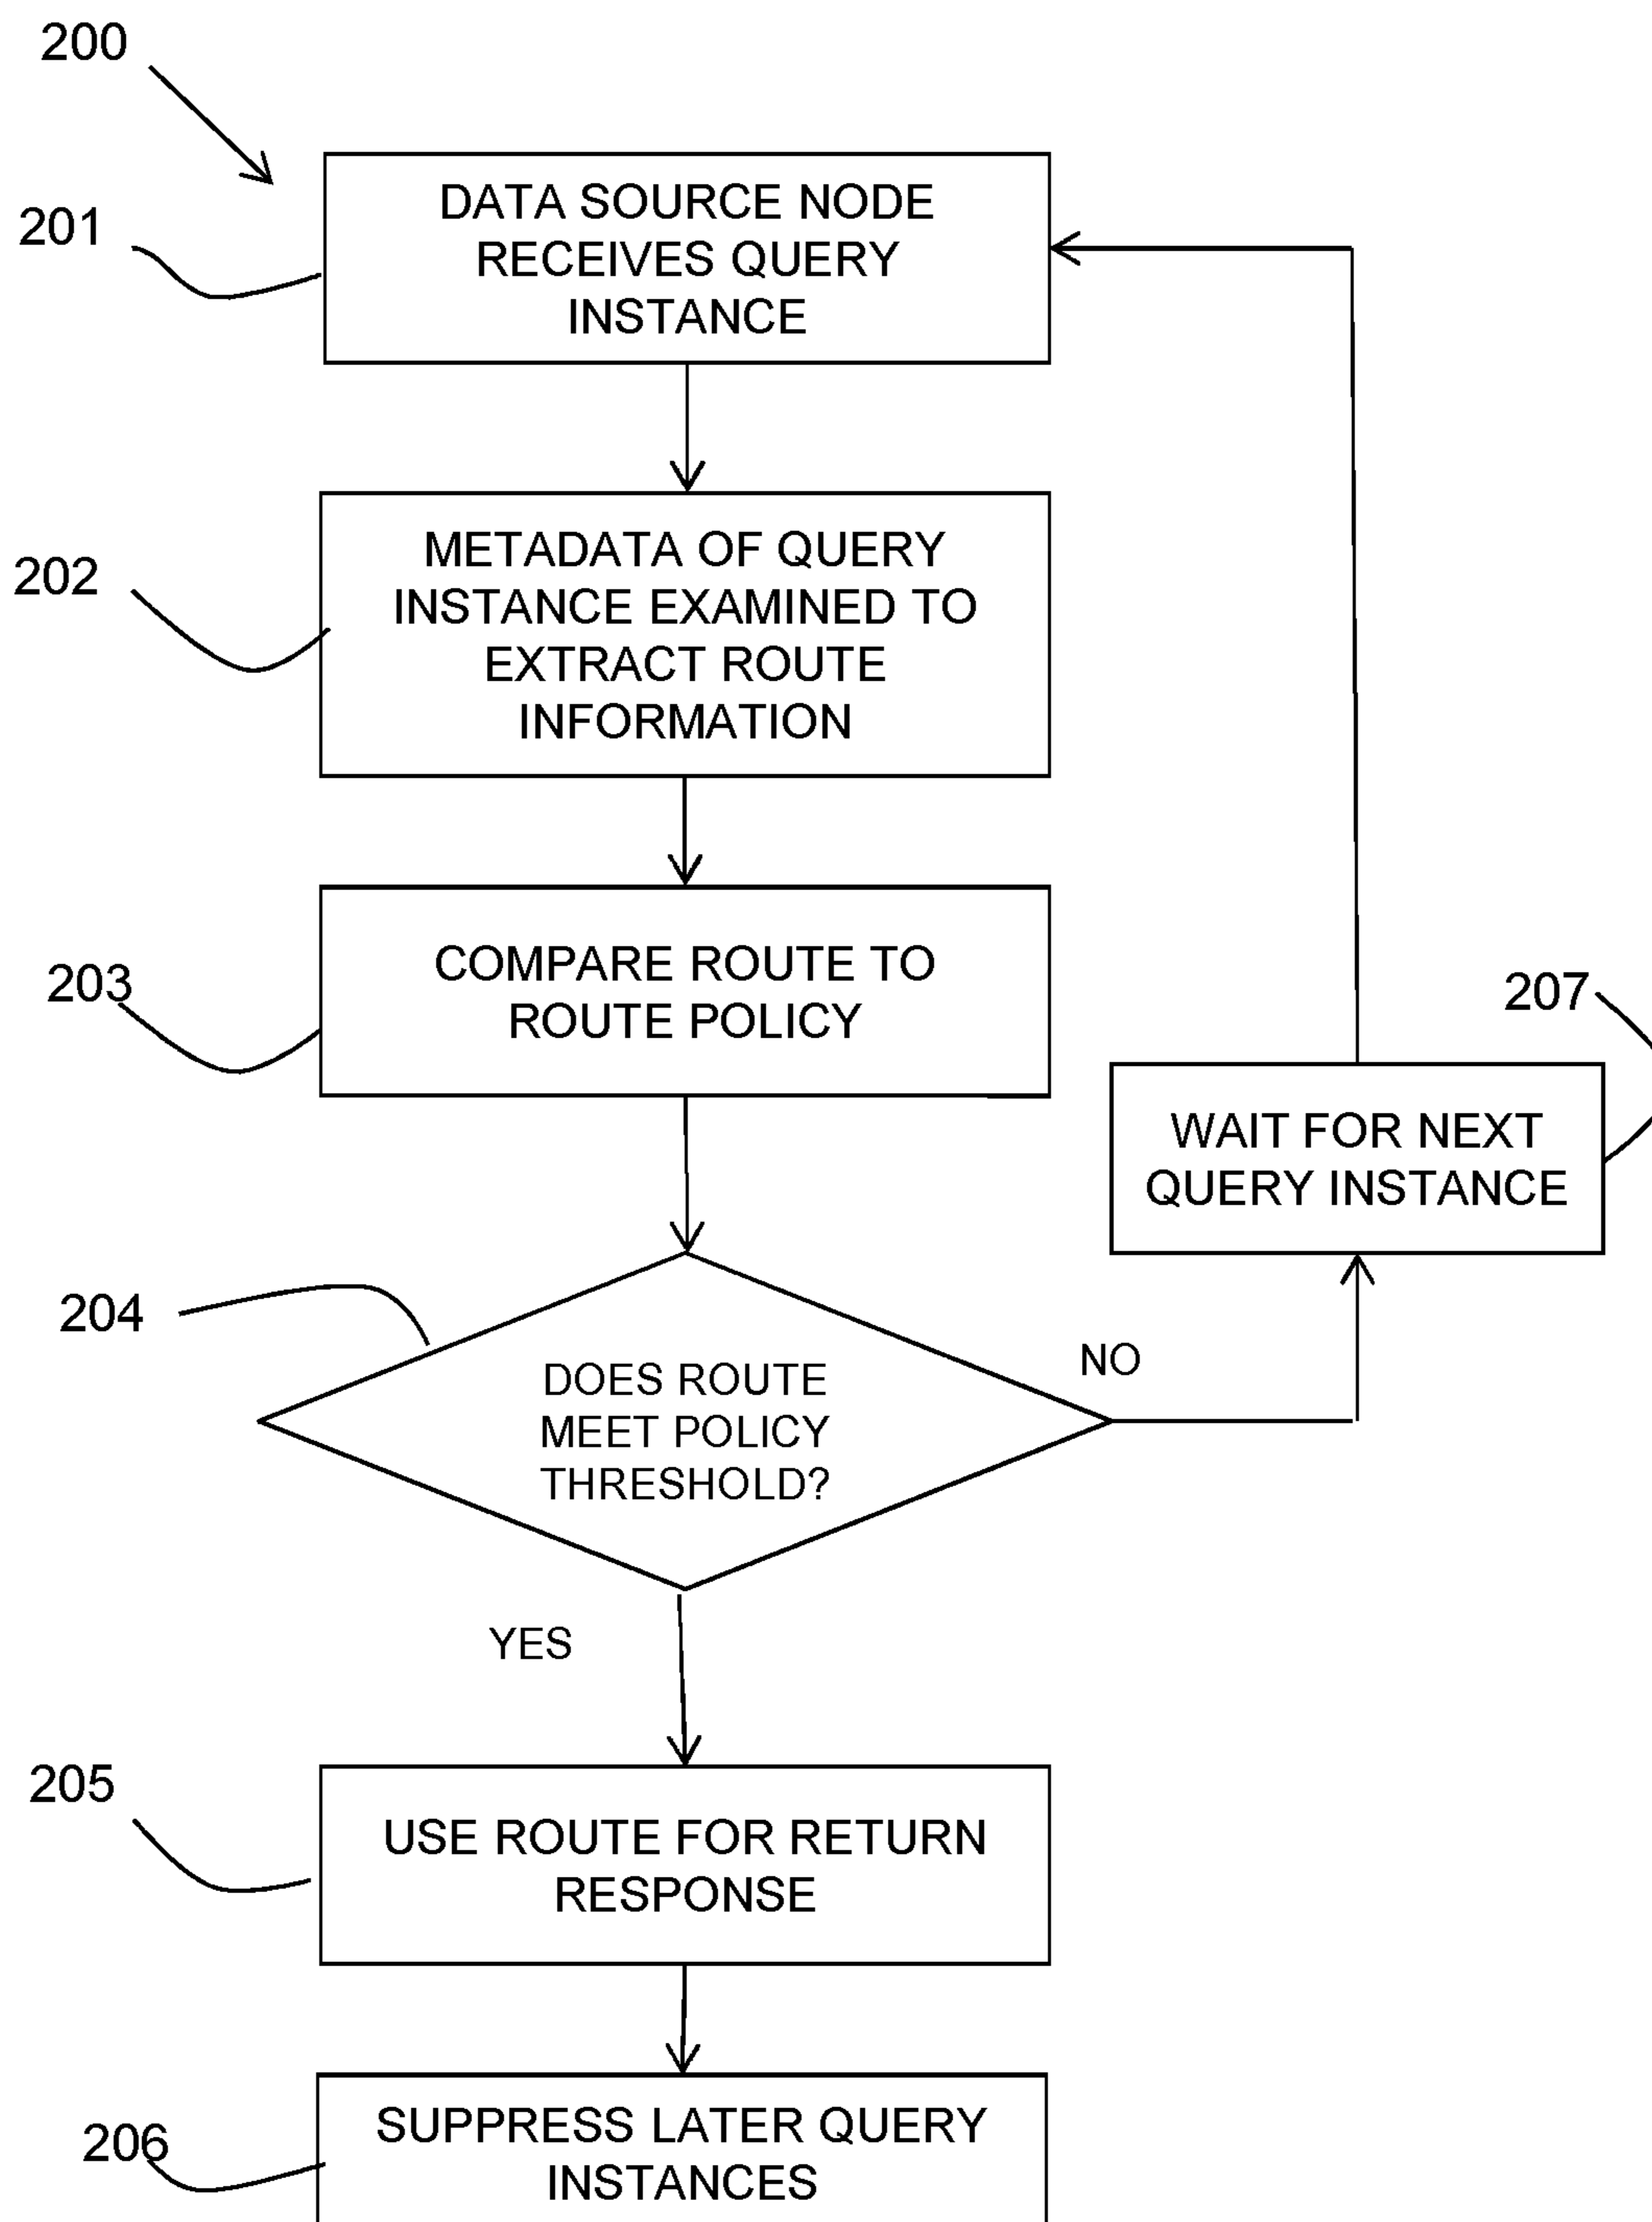 200
201
DATA SOURCE NODE
RECEIVES QUERY
INSTANCE
202
METADATA OF QUERY
INSTANCE EXAMINED TO
EXTRACT ROUTE
INFORMATION
203
COMPARE ROUTE TO
ROUTE POLICY
207
WAIT FOR NEXT
QUERY INSTANCE
204
DOES ROUTE
MEET POLICY
THRESHOLD?
NO
YES
205
USE ROUTE FOR RETURN
RESPONSE
206
SUPPRESS LATER QUERY
INSTANCES